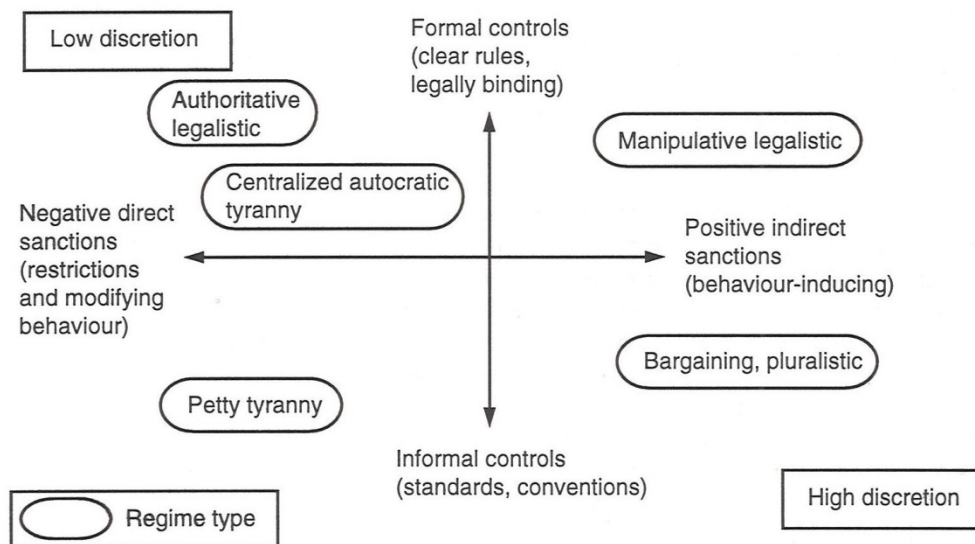 Low discretion
Formal controls
(clear rules,
legally binding)
Authoritative
legalistic
Manipulative legalistic
Centralized autocratic
tyranny
Negative direct
sanctions
(restrictions
and modifying
behaviour)
Positive indirect
sanctions
(behaviour-inducing)
Bargaining, pluralistic
Petty tyranny
Informal controls
(standards, conventions)
High discretion
Regime type